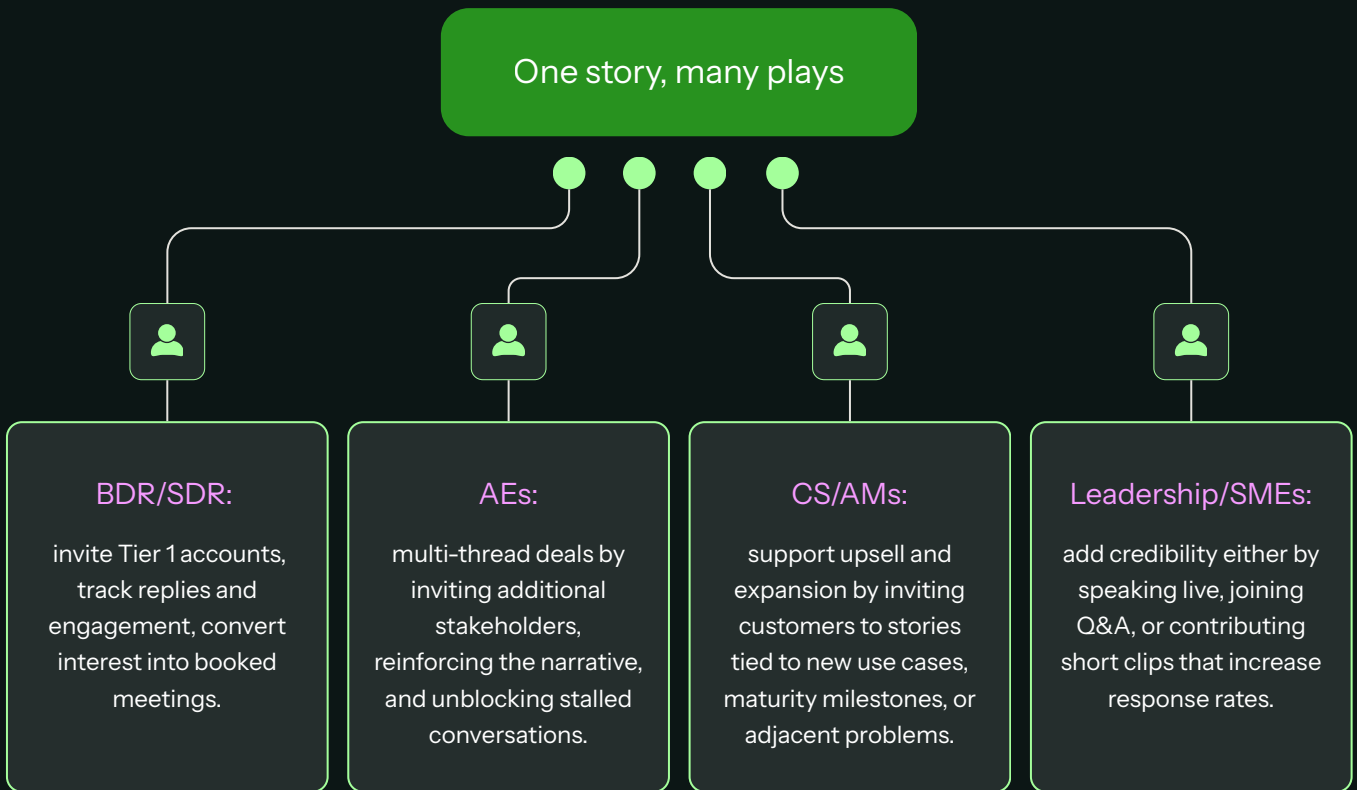 One story, many plays
BDR/SDR:
invite Tier 1 accounts,
track replies and
engagement, convert
interest into booked
meetings.
AEs:
multi-thread deals by
inviting additional
stakeholders,
reinforcing the narrative,
and unblocking stalled
conversations.
CS/AMs:
support upsell and
expansion by inviting
customers to stories
tied to new use cases,
maturity milestones, or
adjacent problems.
Leadership/SMEs:
add credibility either by
speaking live, joining
Q&A, or contributing
short clips that increase
response rates.